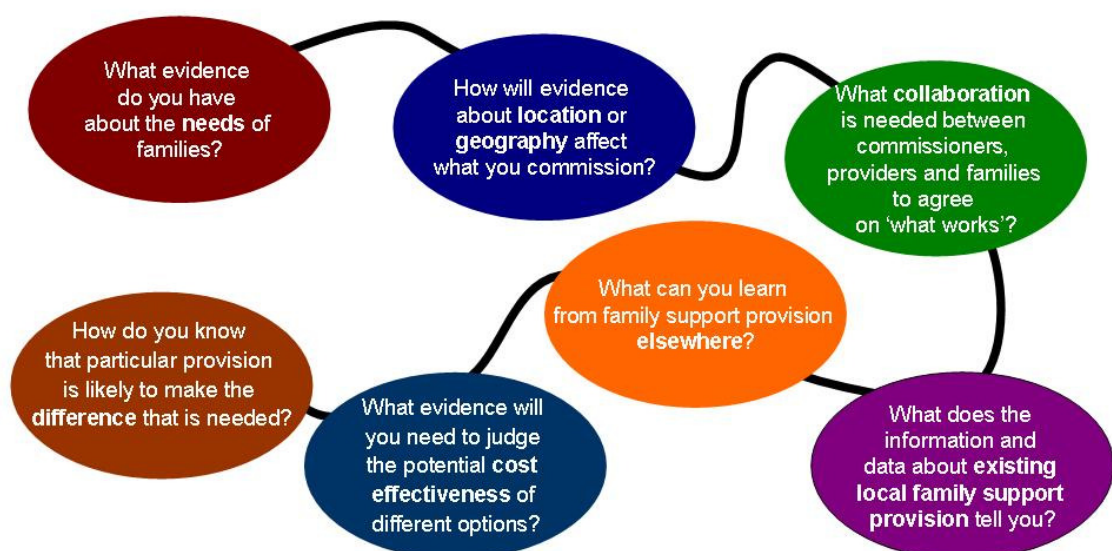 What evidence
do you have
about the needs of
families?
How will evidence
about location or
geography affect
what you commission?
What collaboration
is needed between
commissioners,
providers and families
to agree
on ‘what works’?
What does the
information and
data about existing
local family support
provision tell you?
What can you learn
from family support provision
elsewhere?
What evidence will
you need to judge
the potential cost
effectiveness of
different options?
How do you know
that particular provision
is likely to make the
difference that is needed?